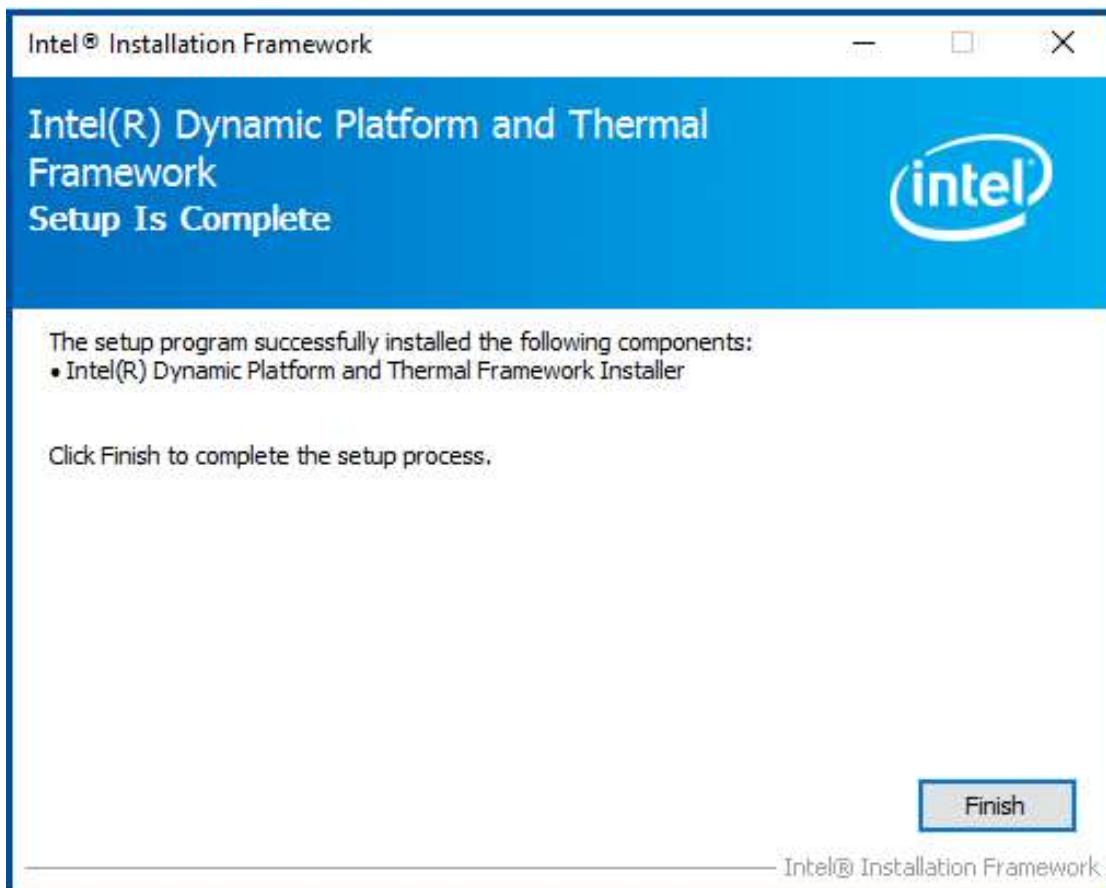 Intel® Installation Framework
Intel(R) Dynamic Platform and Thermal
Framework
Setup Is Complete
intel
The setup program successfully installed the following components:
• Intel(R) Dynamic Platform and Thermal Framework Installer
Click Finish to complete the setup process.
Finish
Intel® Installation Framework